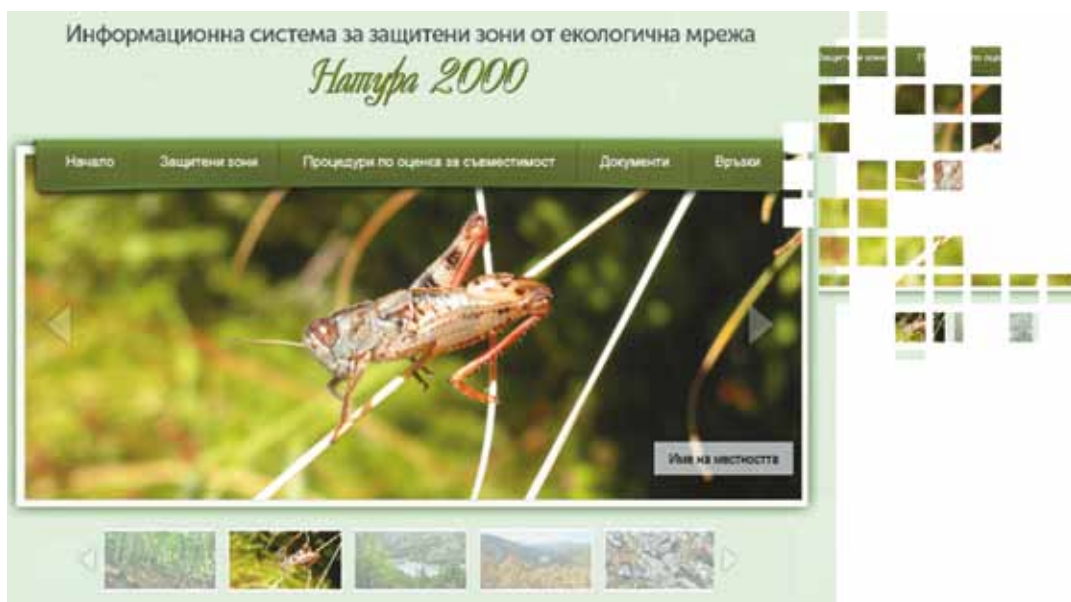 Информационна система за защитени зони от екологична мрежа
Натура 2000
Начало Защитени зони Процедури по оценка за съвместимост Документи Връзки
Име на местността